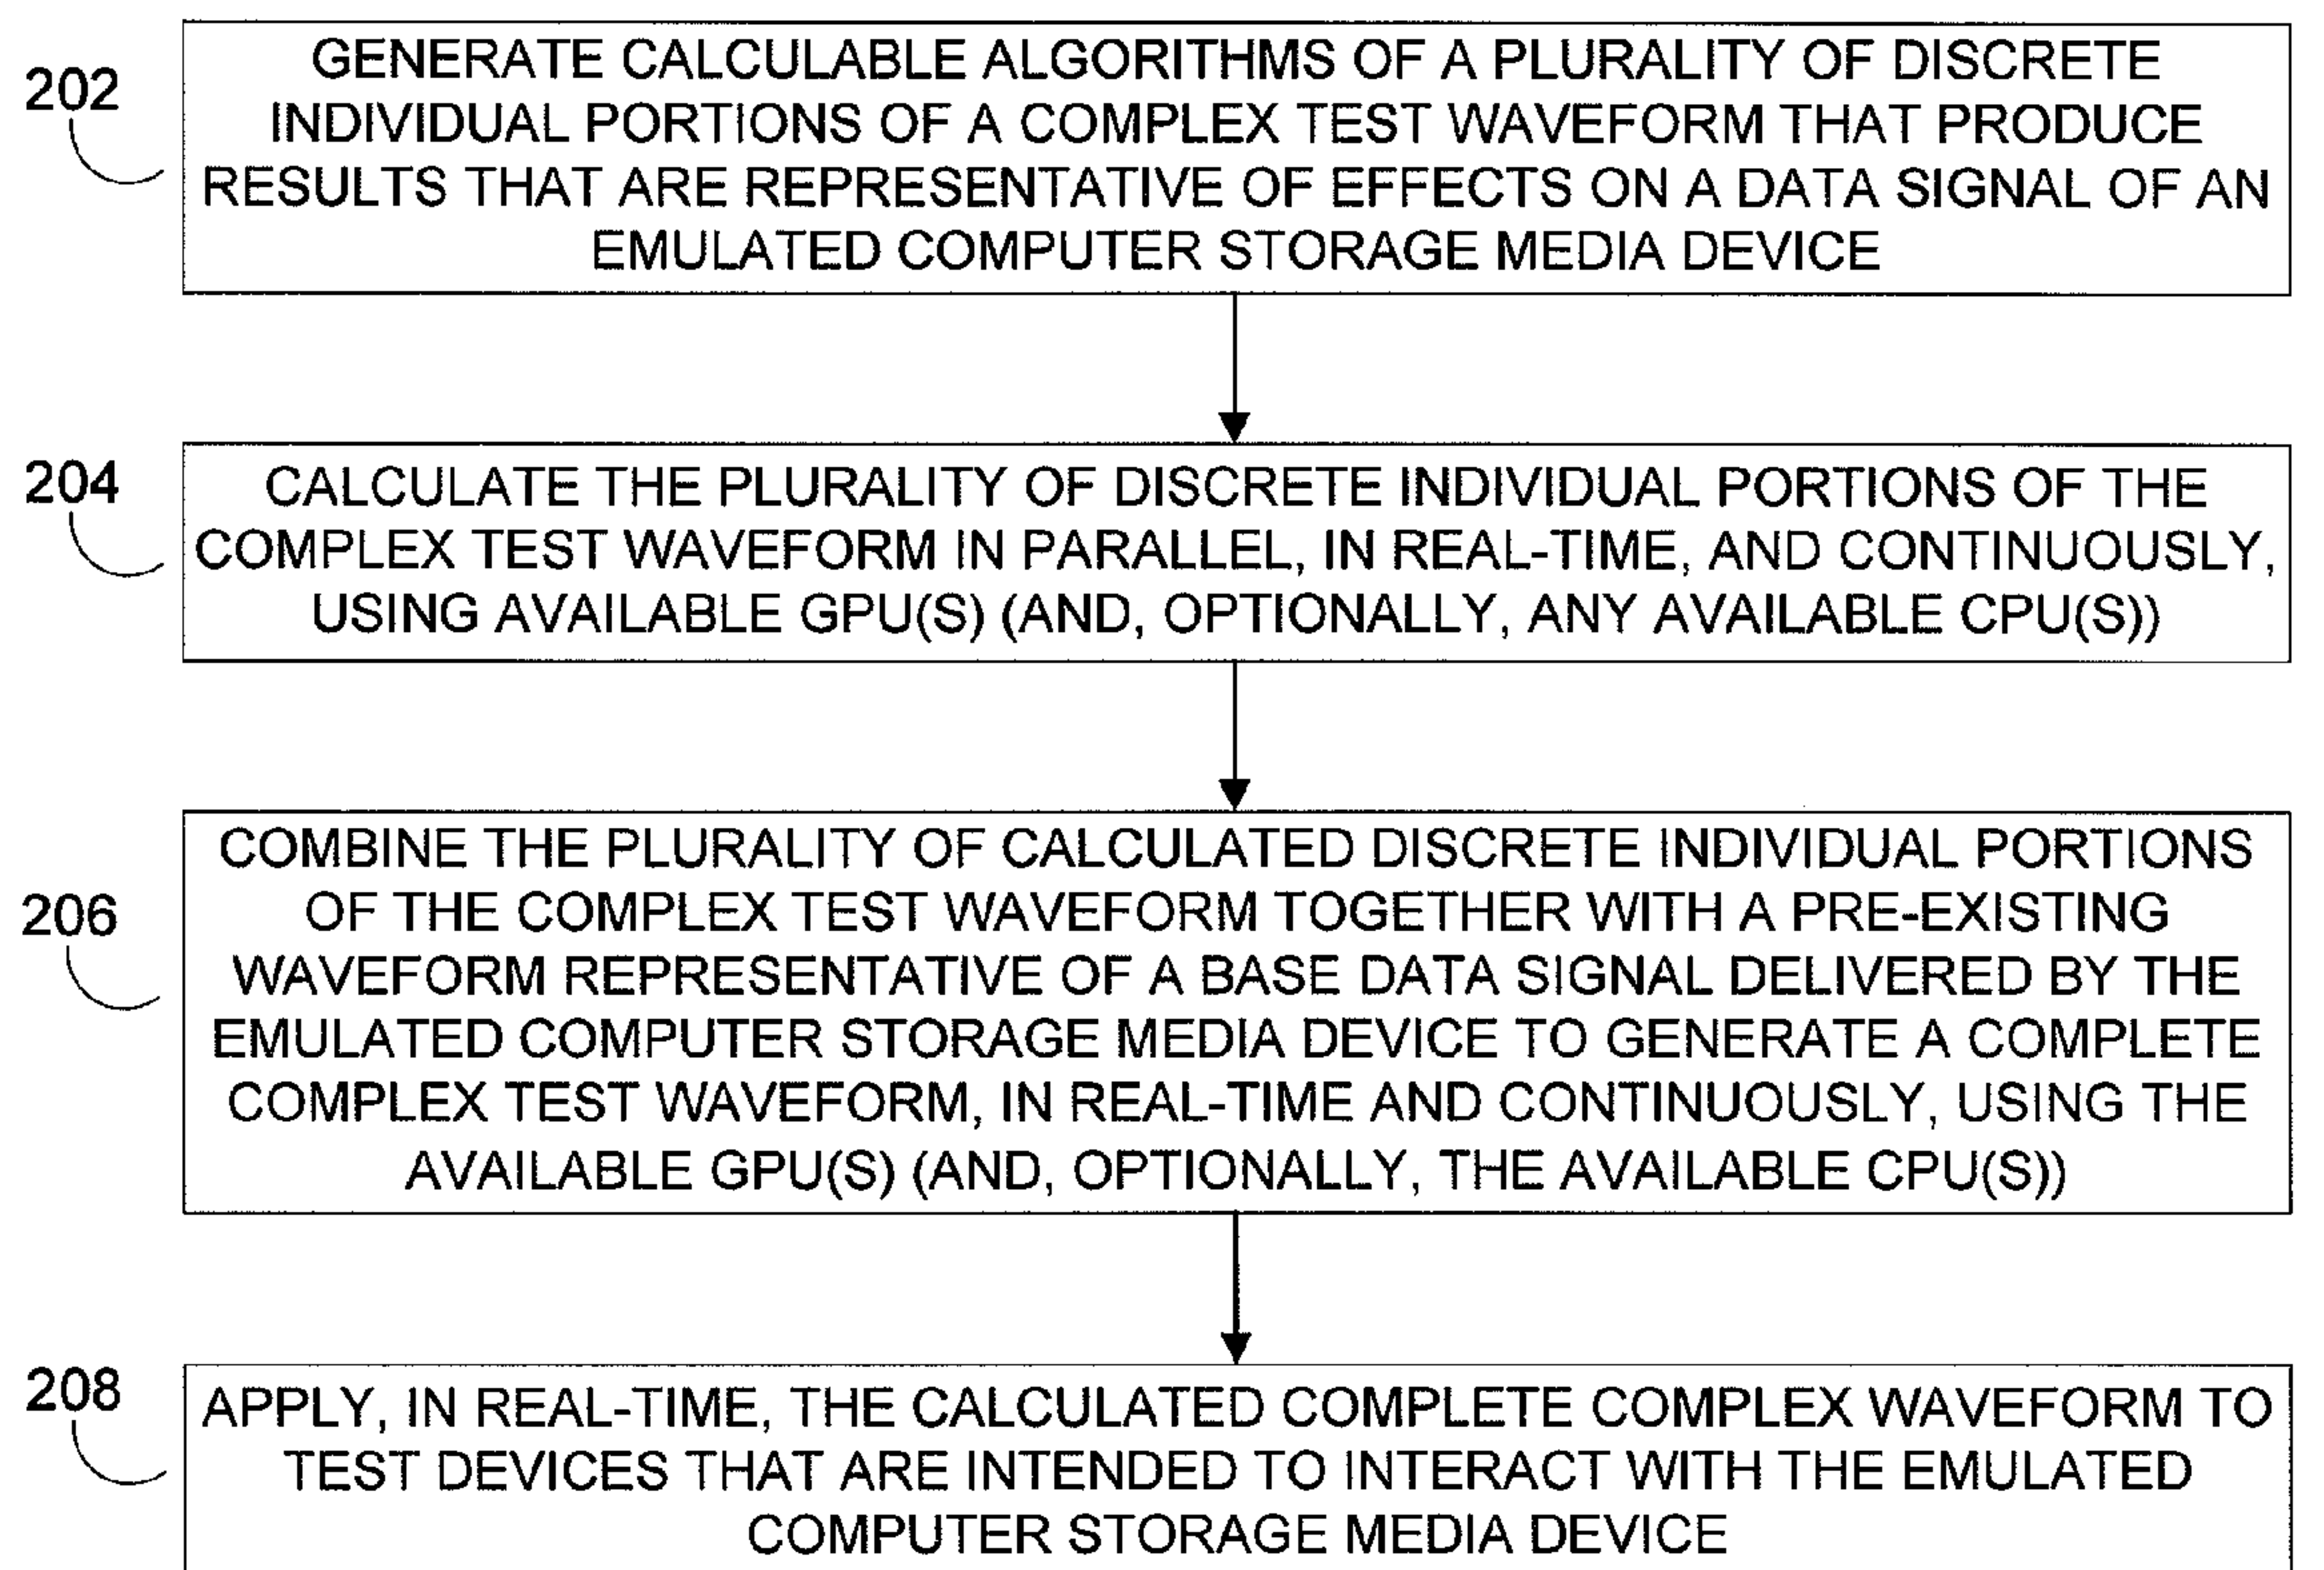 202
GENERATE CALCULABLE ALGORITHMS OF A PLURALITY OF DISCRETE
INDIVIDUAL PORTIONS OF A COMPLEX TEST WAVEFORM THAT PRODUCE
RESULTS THAT ARE REPRESENTATIVE OF EFFECTS ON A DATA SIGNAL OF AN
EMULATED COMPUTER STORAGE MEDIA DEVICE
204
CALCULATE THE PLURALITY OF DISCRETE INDIVIDUAL PORTIONS OF THE
COMPLEX TEST WAVEFORM IN PARALLEL, IN REAL-TIME, AND CONTINUOUSLY,
USING AVAILABLE GPU(S) (AND, OPTIONALLY, ANY AVAILABLE CPU(S))
206
COMBINE THE PLURALITY OF CALCULATED DISCRETE INDIVIDUAL PORTIONS
OF THE COMPLEX TEST WAVEFORM TOGETHER WITH A PRE-EXISTING
WAVEFORM REPRESENTATIVE OF A BASE DATA SIGNAL DELIVERED BY THE
EMULATED COMPUTER STORAGE MEDIA DEVICE TO GENERATE A COMPLETE
COMPLEX TEST WAVEFORM, IN REAL-TIME AND CONTINUOUSLY, USING THE
AVAILABLE GPU(S) (AND, OPTIONALLY, THE AVAILABLE CPU(S))
208
APPLY, IN REAL-TIME, THE CALCULATED COMPLETE COMPLEX WAVEFORM TO
TEST DEVICES THAT ARE INTENDED TO INTERACT WITH THE EMULATED
COMPUTER STORAGE MEDIA DEVICE